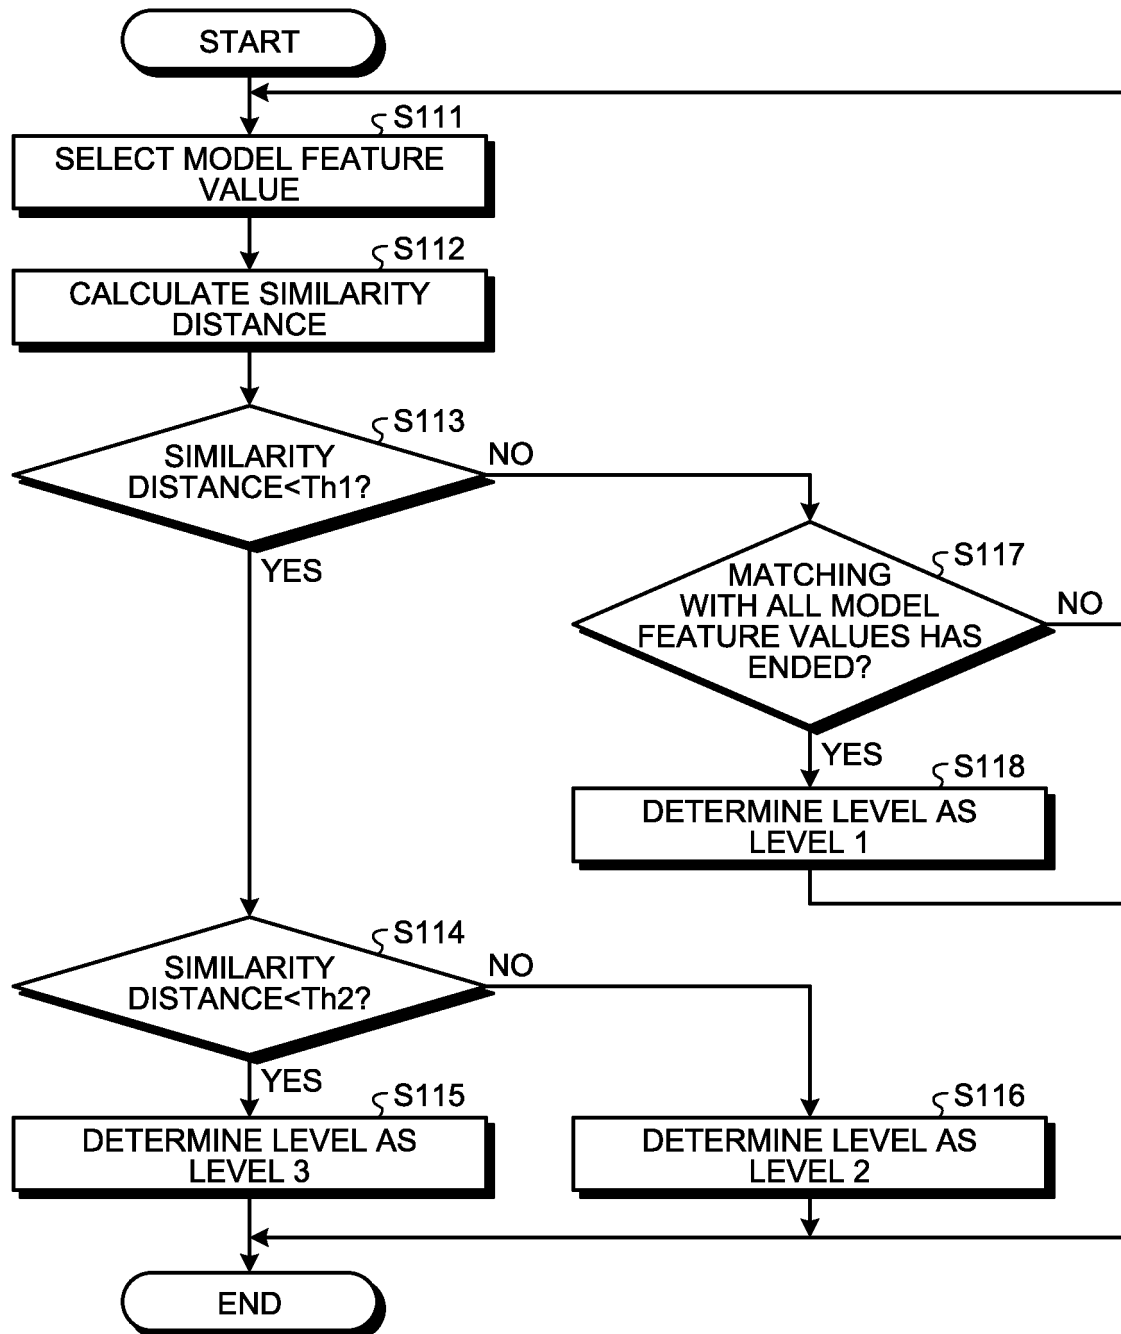 START
S111
SELECT MODEL FEATURE
VALUE
S112
CALCULATE SIMILARITY
DISTANCE
S113
SIMILARITY
DISTANCE<Th1?
NO
YES
S117
MATCHING
WITH ALL MODEL
FEATURE VALUES HAS
ENDED?
NO
YES
S118
DETERMINE LEVEL AS
LEVEL 1
S114
SIMILARITY
DISTANCE<Th2?
NO
YES
S115
DETERMINE LEVEL AS
LEVEL 3
S116
DETERMINE LEVEL AS
LEVEL 2
END